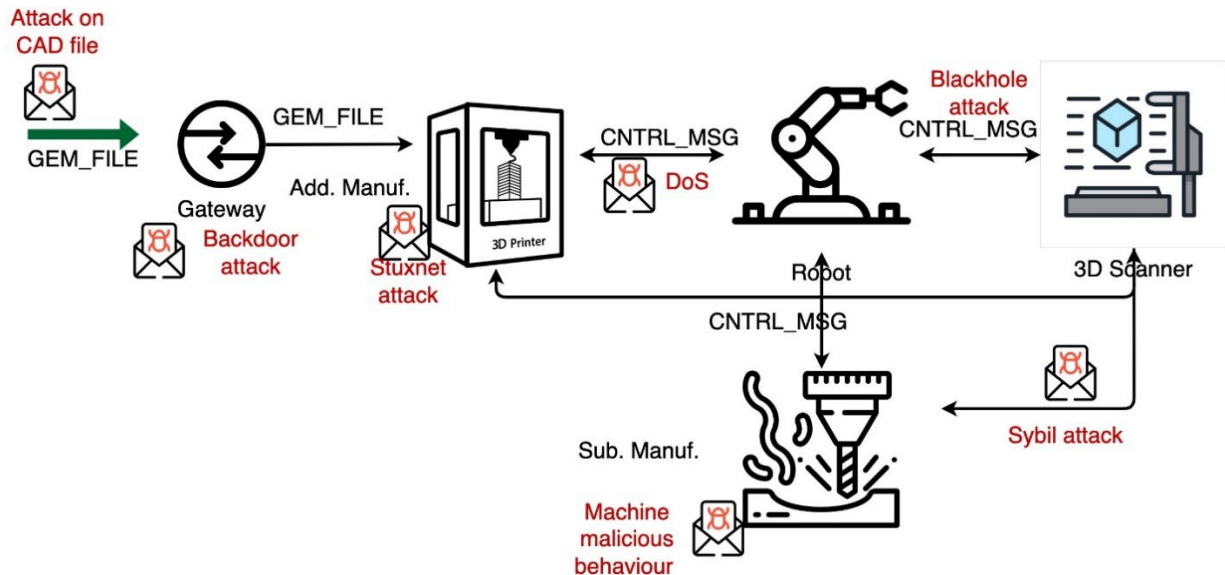 Attack on
CAD file
GEM_FILE
Gateway
Backdoor
attack
GEM_FILE
Add. Manuf.
3D Printer
Stuxnet
attack
CNTRL_MSG
DoS
Robot
Blackhole
attack
CNTRL_MSG
3D Scanner
CNTRL_MSG
Sybil attack
Sub. Manuf.
Machine
malicious
behaviour